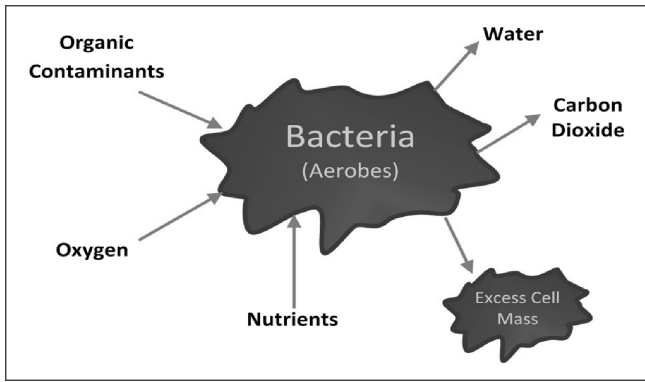 Organic
Contaminants
Water
Bacteria
(Aerobes)
Carbon
Dioxide
Oxygen
Nutrients
Excess Cell
Mass